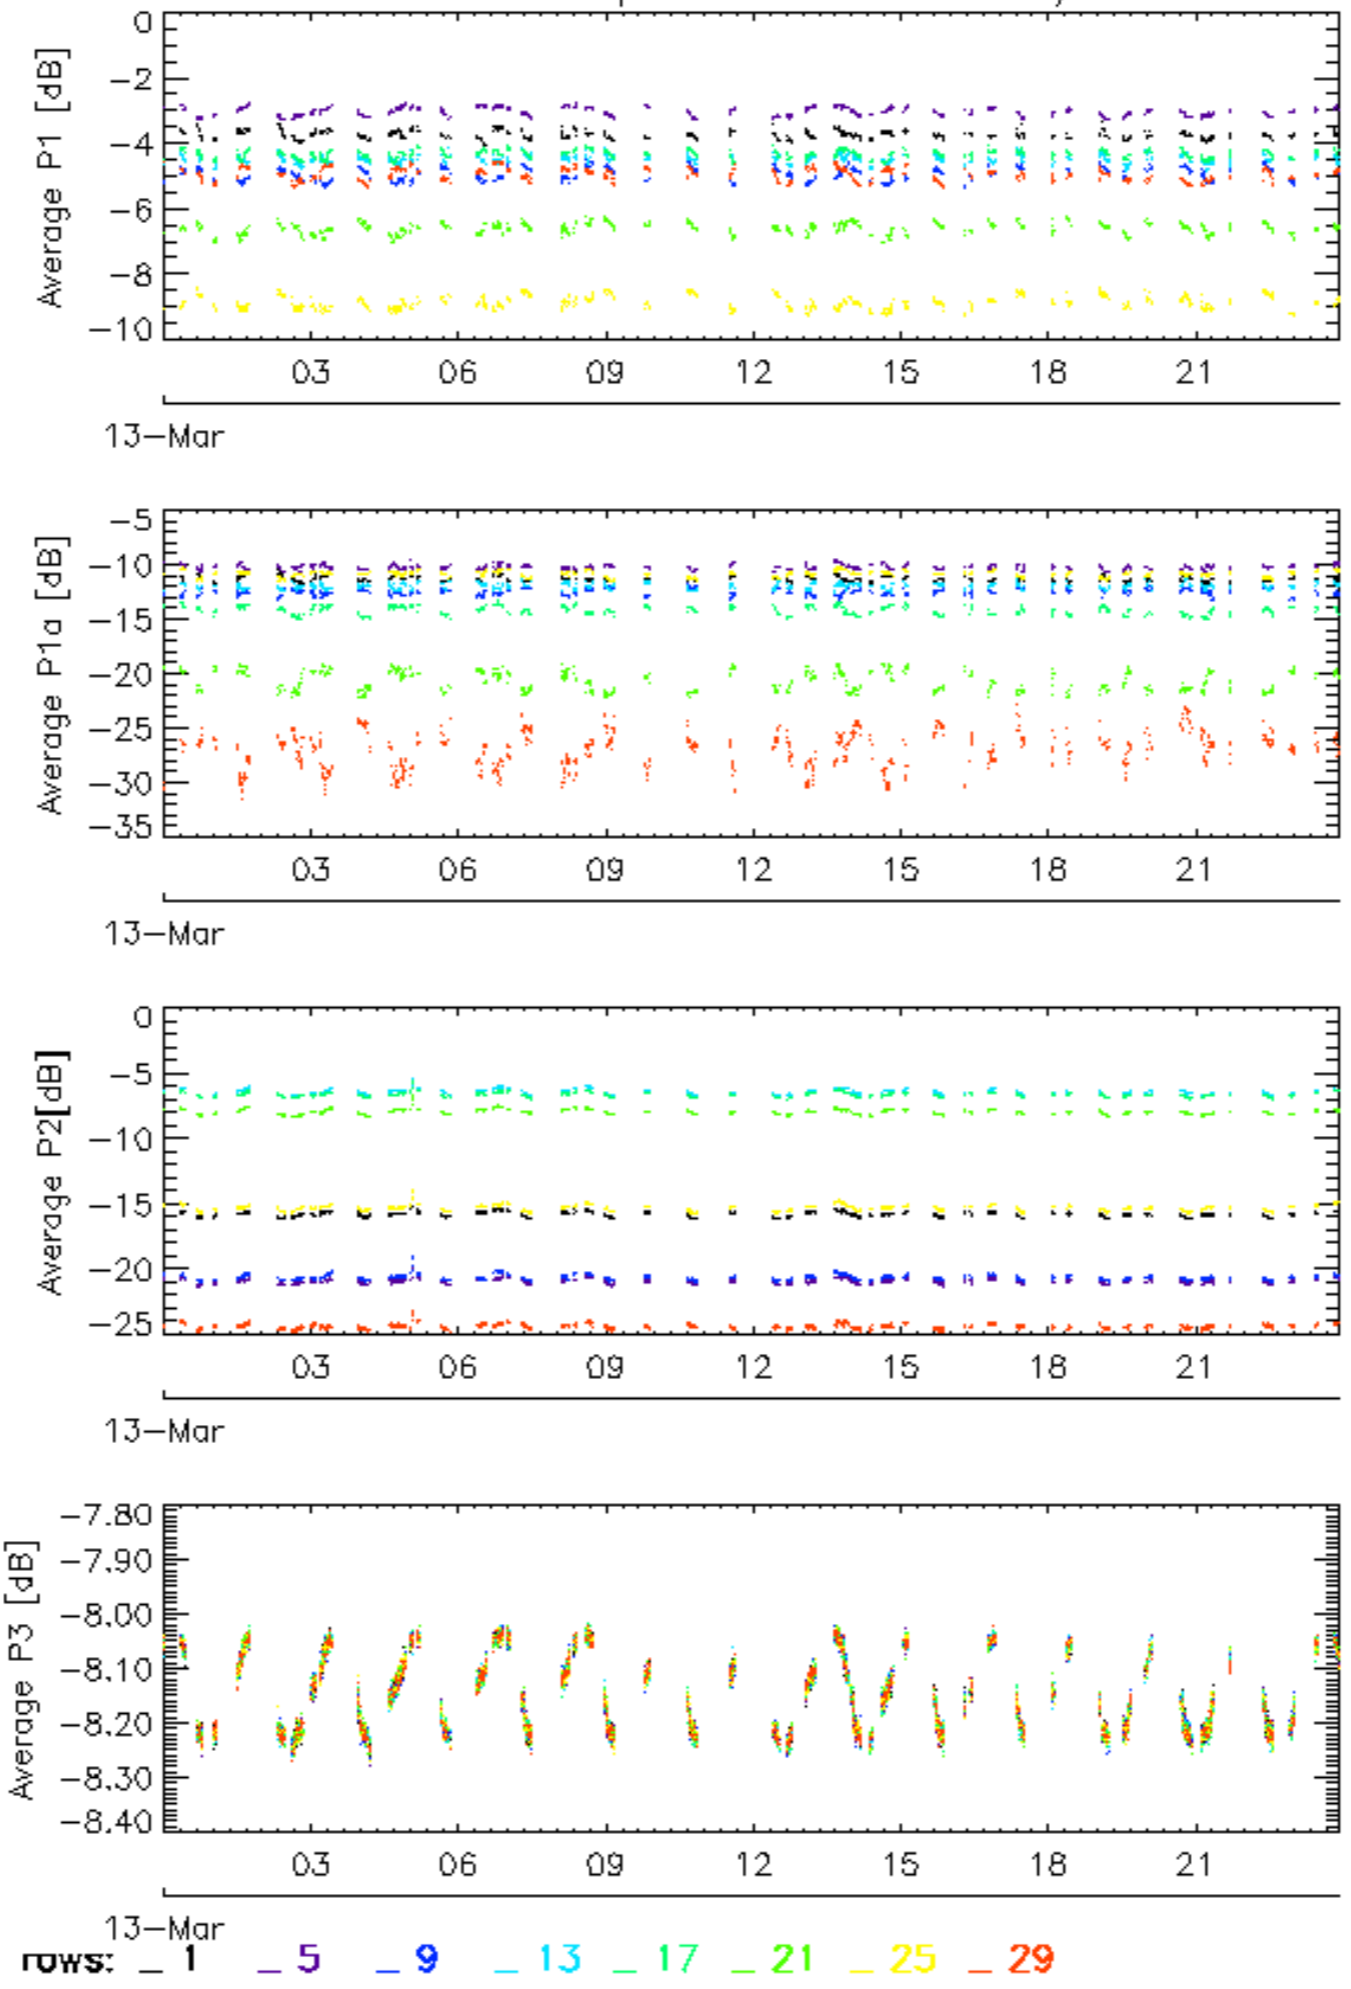 0
-2
-4
-6
-8
-10
Average P1 [dB]
03 06 09 12 15 18 21
13-Mar
-5
-10
-15
-20
-25
-30
-35
Average P1a [dB]
03 06 09 12 15 18 21
13-Mar
0
-5
-10
-15
-20
-25
Average P2[dB]
03 06 09 12 15 18 21
13-Mar
-7.80
-7.90
-8.00
-8.10
-8.20
-8.30
-8.40
Average P3 [dB]
03 06 09 12 15 18 21
13-Mar
rows: _ 1 _ 5 _ 9 _ 13 _ 17 _ 21 _ 25 _ 29